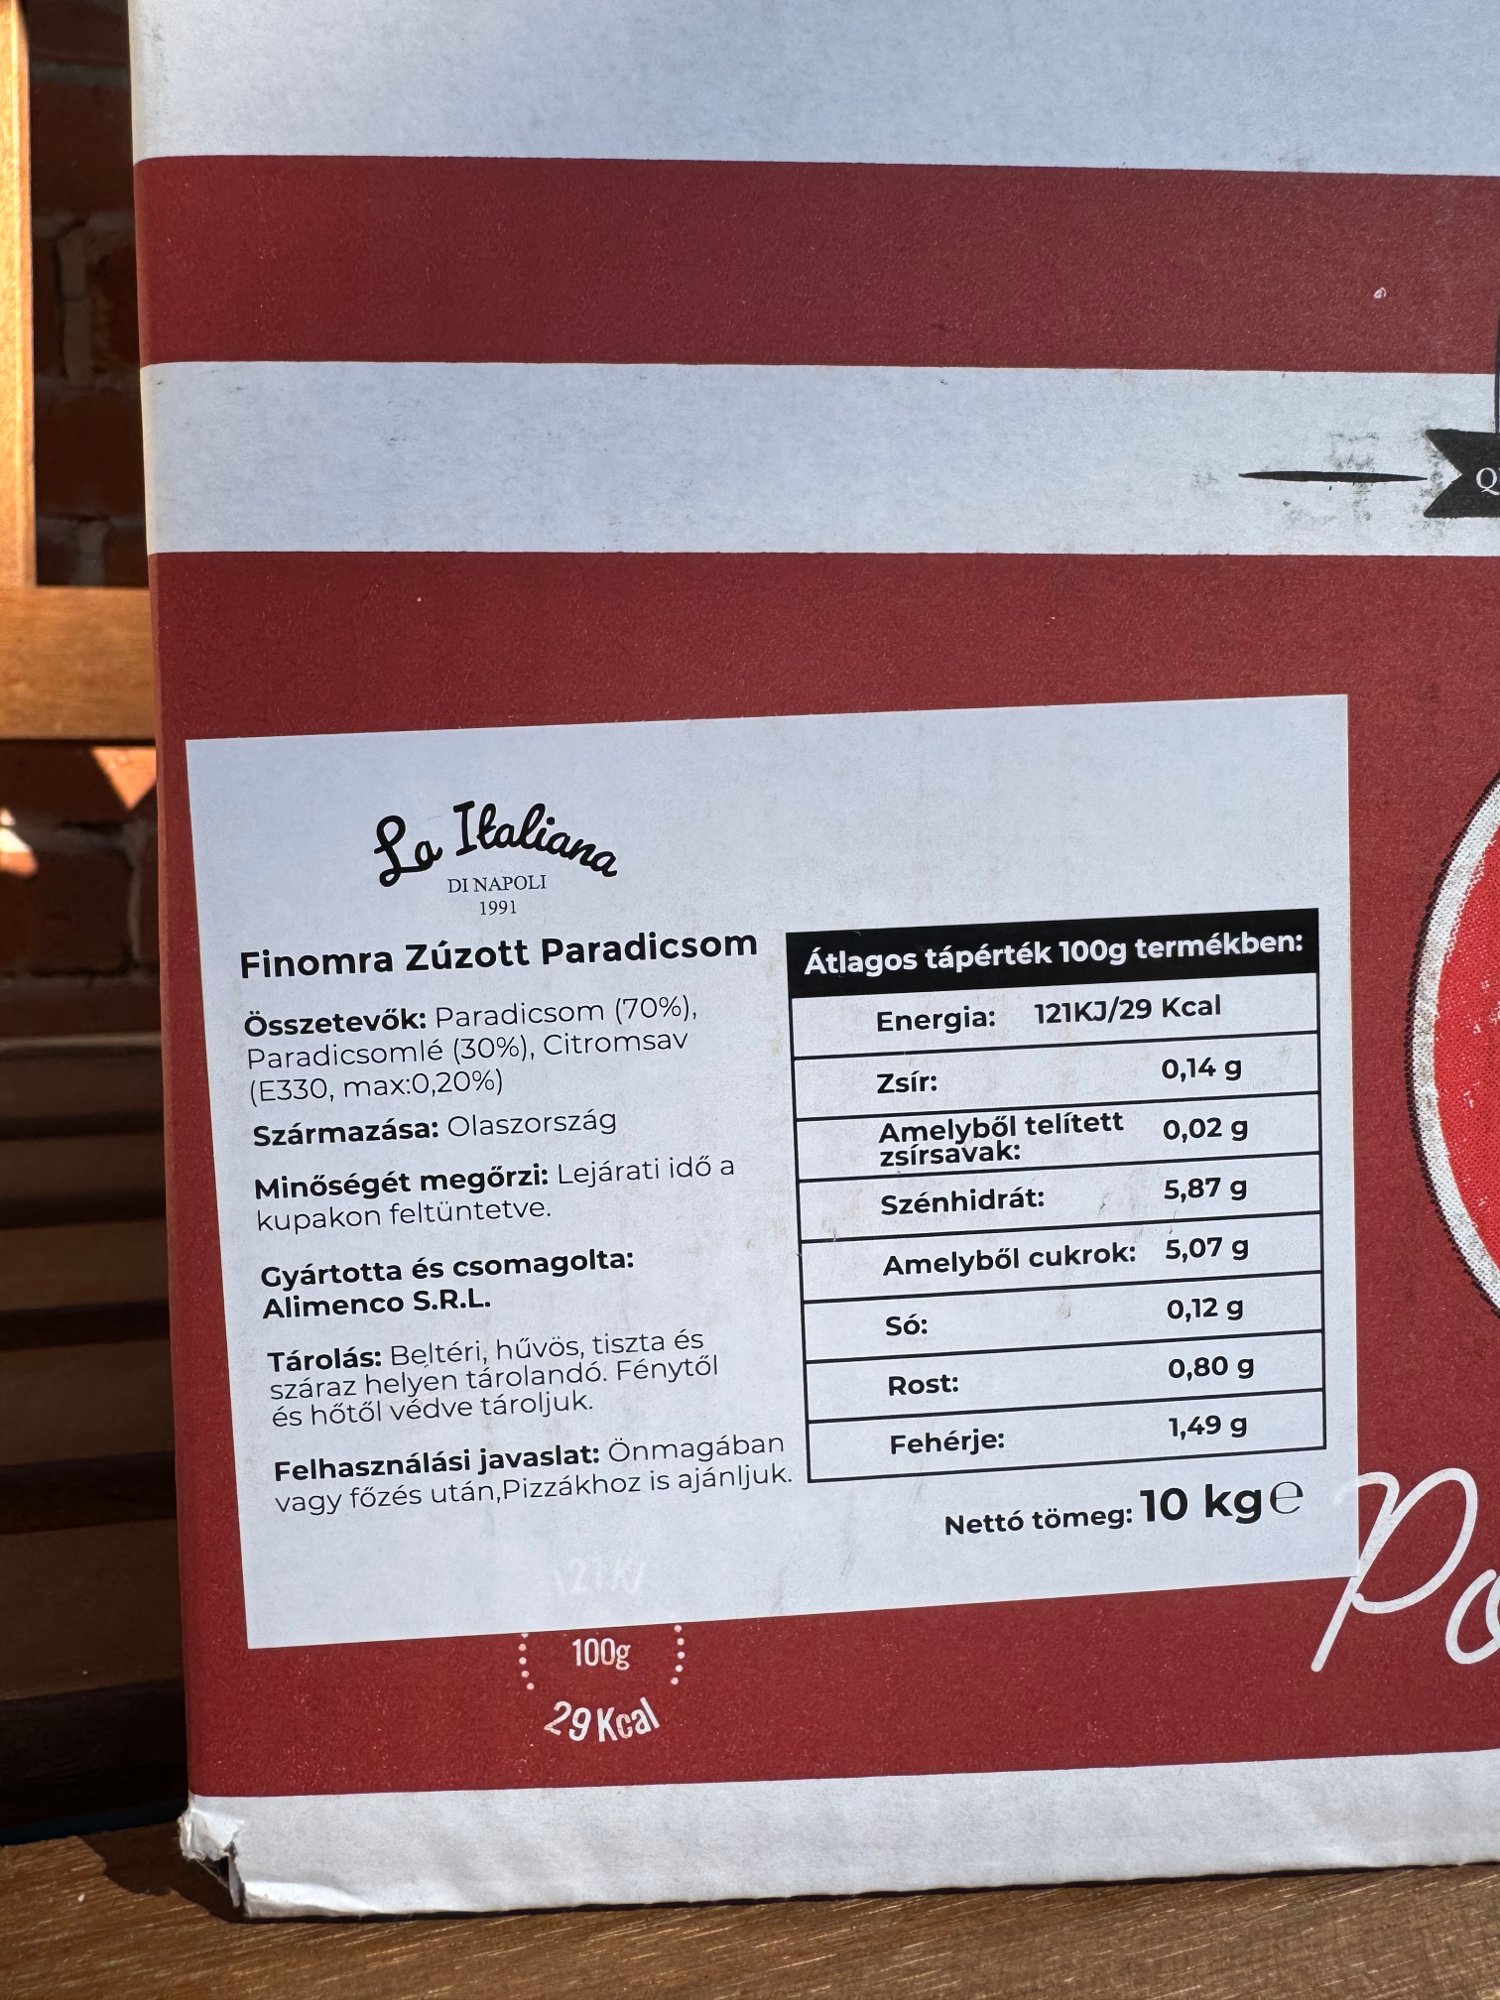 La Italiana
DI NAPOLI
1991
Finomra Zúzott Paradicsom
Összetevők: Paradicsom (70%),
Paradicsomlé (30%), Citromsav
(E330, max:0,20%)
Származása: Olaszország
Minőségét megőrzi: Lejárati idő a
kupakon feltüntetve.
Gyártotta és csomagolta:
Alimenco S.R.L.
Tárolás: Beltéri, hűvös, tiszta és
száraz helyen tárolandó. Fénytől
és hőtől védve tároljuk.
Felhasználási javaslat: Önmagában
vagy főzés után,Pizzákhoz is ajánljuk.
Átlagos tápérték 100g termékben:
Energia: 121KJ/29 Kcal
Zsír: 0,14 g
Amelyből telített
zsírsavak: 0,02 g
Szénhidrát: 5,87 g
Amelyből cukrok: 5,07 g
Só: 0,12 g
Rost: 0,80 g
Fehérje: 1,49 g
Nettó tömeg: 10 kg℮
121KJ
100g
29 Kcal